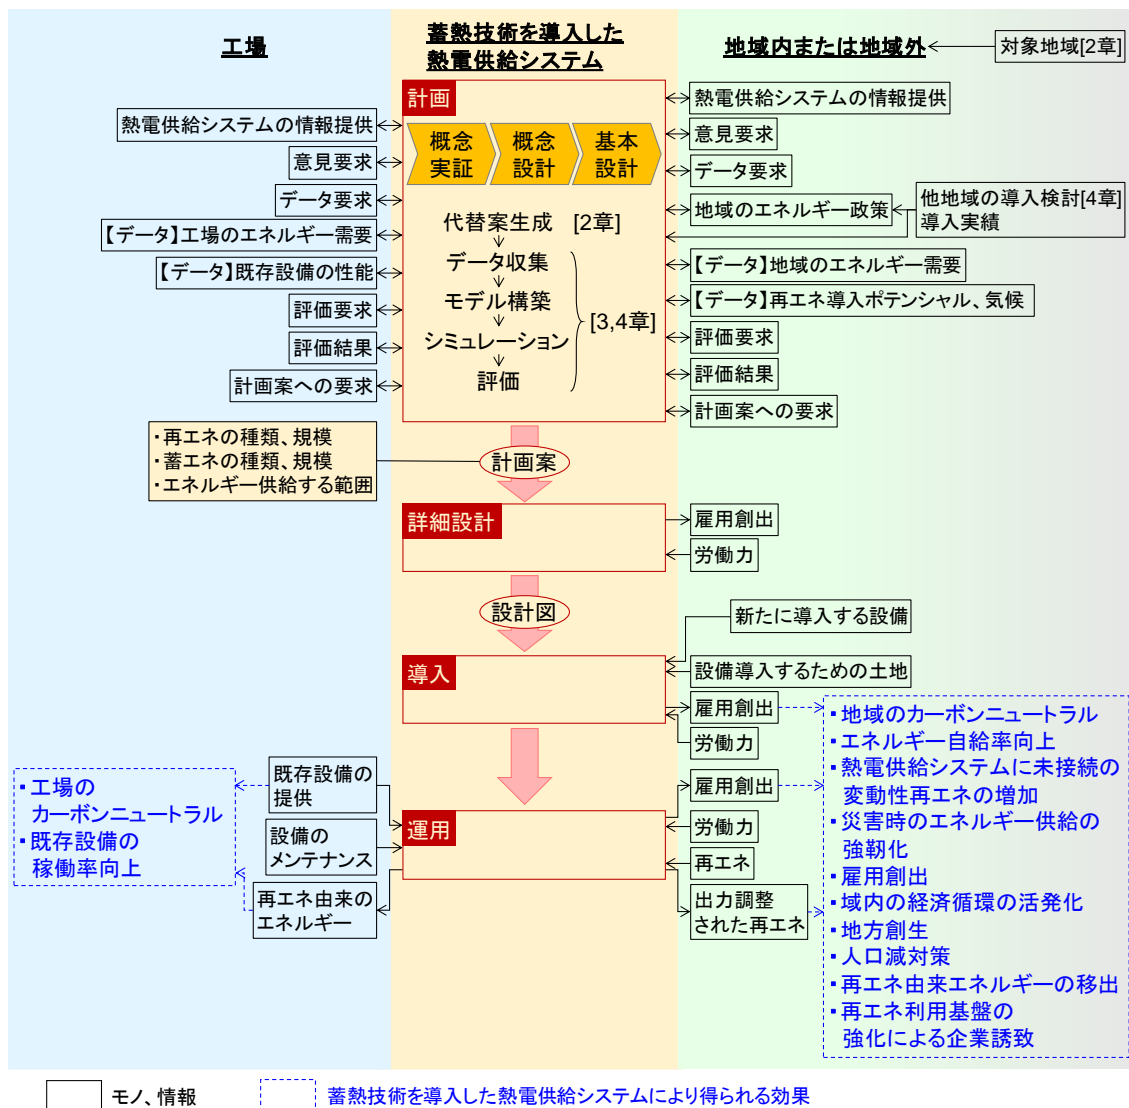 工場
蓄熱技術を導入した
熱電供給システム
地域内または地域外
対象地域[2章]
計画
概念
実証
概念
設計
基本
設計
代替案生成 [2章]
データ収集
モデル構築
シミュレーション
評価
[3,4章]
熱電供給システムの情報提供
意見要求
データ要求
【データ】工場のエネルギー需要
【データ】既存設備の性能
評価要求
評価結果
計画案への要求
熱電供給システムの情報提供
意見要求
データ要求
地域のエネルギー政策
他地域の導入検討[4章]
導入実績
【データ】地域のエネルギー需要
【データ】再エネ導入ポテンシャル、気候
評価要求
評価結果
計画案への要求
・再エネの種類、規模
・蓄エネの種類、規模
・エネルギー供給する範囲
計画案
詳細設計
雇用創出
労働力
設計図
新たに導入する設備
導入
設備導入するための土地
雇用創出
労働力
運用
既存設備の
提供
設備の
メンテナンス
再エネ由来の
エネルギー
・工場の
カーボンニュートラル
・既存設備の
稼働率向上
雇用創出
労働力
再エネ
出力調整
された再エネ
・地域のカーボンニュートラル
・エネルギー自給率向上
・熱電供給システムに未接続の
変動性再エネの増加
・災害時のエネルギー供給の
強靭化
・雇用創出
・域内の経済循環の活発化
・地方創生
・人口減対策
・再エネ由来エネルギーの移出
・再エネ利用基盤の
強化による企業誘致
モノ、情報
蓄熱技術を導入した熱電供給システムにより得られる効果